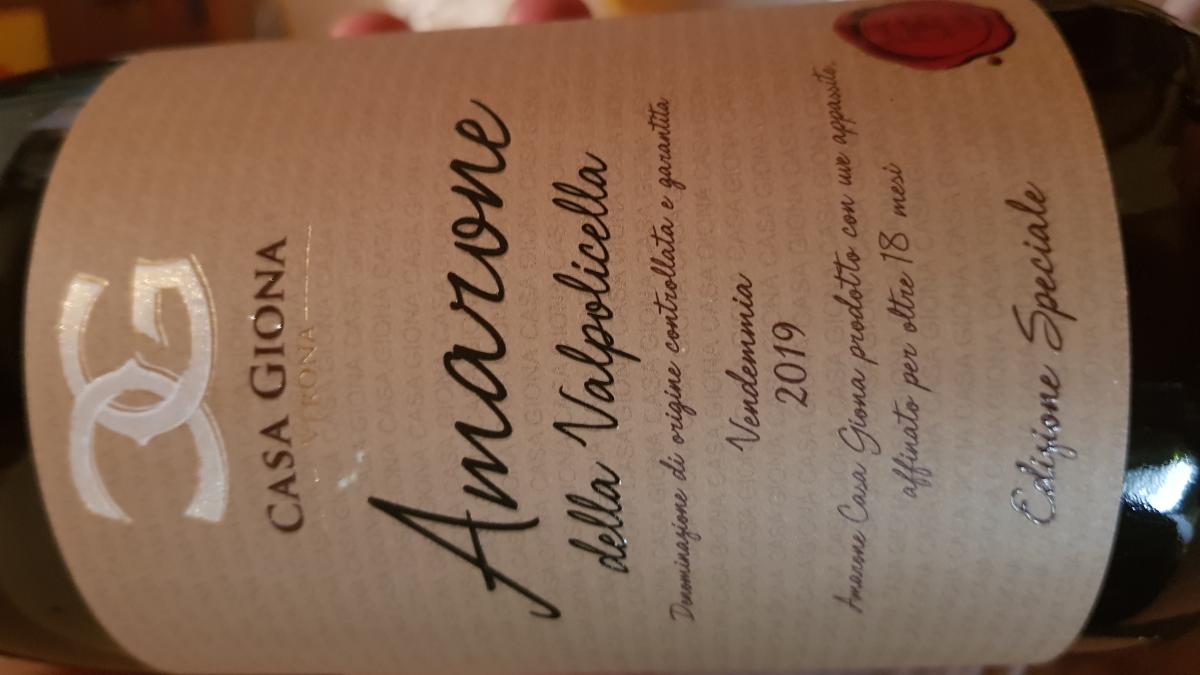 CG
CASA GIONA
VERONA
Amarone
della Valpolicella
Denominazione di origine controllata e garantita
Vendemmia
2019
Amarone Casa Giona prodotto con uve appassite,
affinato per oltre 18 mesi
Edizione Speciale